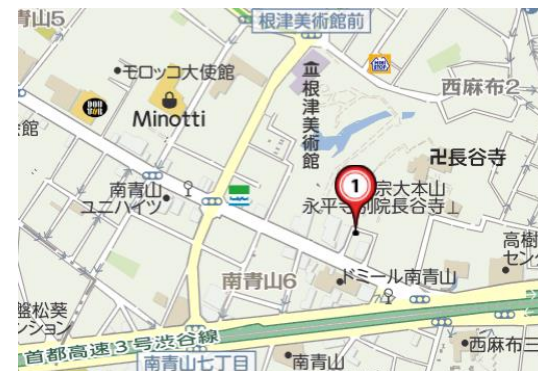 青山5
根津美術館前
モロッコ大使館
Minotti
西麻布2
根津美術館
会館
卍長谷寺
1
宗大本山
永平寺別院長谷寺
南青山
ユニハイツ
高樹
セン
南青山6
ドミール南青山
盤松葵
ンション
首都高速3号渋谷線
南青山七丁目
南青山
西麻布三